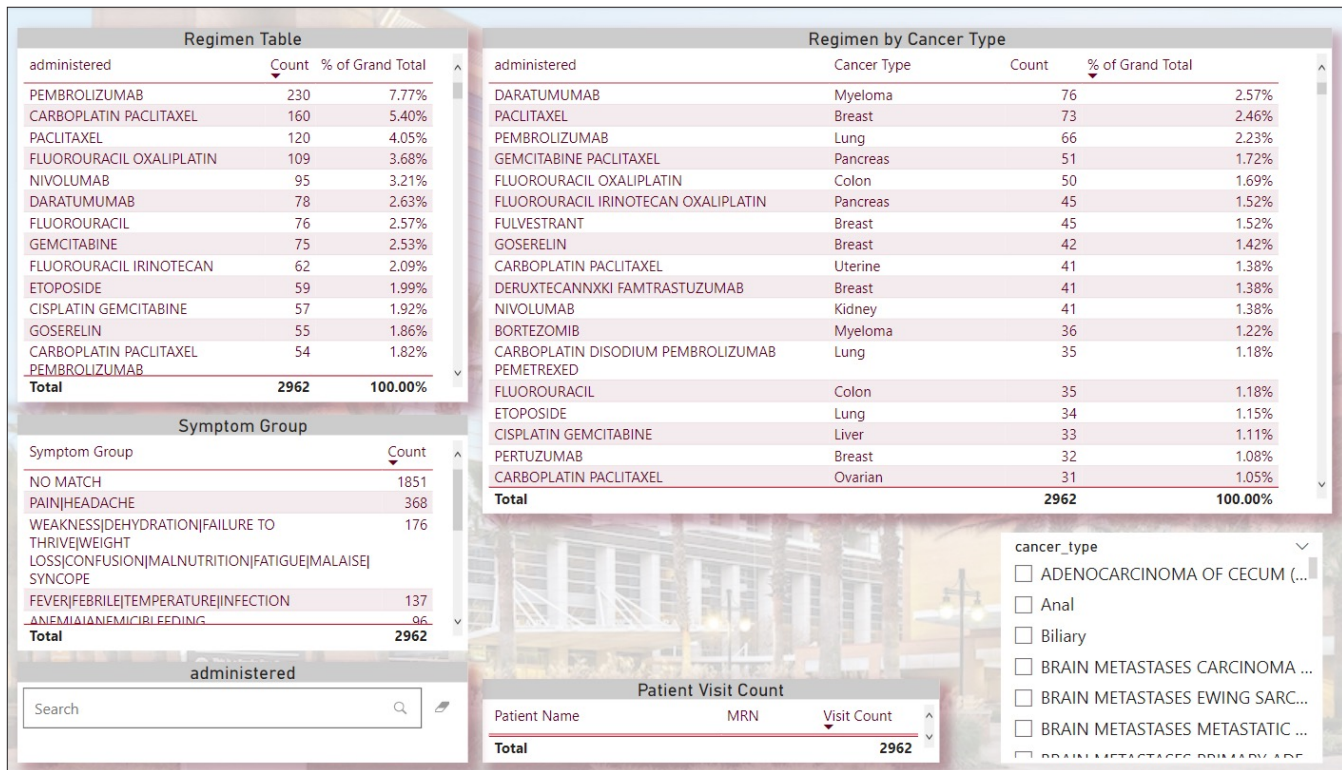 Regimen Table
administered Count % of Grand Total
PEMBROLIZUMAB 230 7.77%
CARBOPLATIN PACLITAXEL 160 5.40%
PACLITAXEL 120 4.05%
FLUOROURACIL OXALIPLATIN 109 3.68%
NIVOLUMAB 95 3.21%
DARATUMUMAB 78 2.63%
FLUOROURACIL 76 2.57%
GEMCITABINE 75 2.53%
FLUOROURACIL IRINOTECAN 62 2.09%
ETOPOSIDE 59 1.99%
CISPLATIN GEMCITABINE 57 1.92%
GOSERELIN 55 1.86%
CARBOPLATIN PACLITAXEL 54 1.82%
PEMBROLIZUMAB
Total 2962 100.00%
Regimen by Cancer Type
administered Cancer Type Count % of Grand Total
DARATUMUMAB Myeloma 76 2.57%
PACLITAXEL Breast 73 2.46%
PEMBROLIZUMAB Lung 66 2.23%
GEMCITABINE PACLITAXEL Pancreas 51 1.72%
FLUOROURACIL OXALIPLATIN Colon 50 1.69%
FLUOROURACIL IRINOTECAN OXALIPLATIN Pancreas 45 1.52%
FULVESTRANT Breast 45 1.52%
GOSERELIN Breast 42 1.42%
CARBOPLATIN PACLITAXEL Uterine 41 1.38%
DERUXTECANNXKI FAMTRASTUZUMAB Breast 41 1.38%
NIVOLUMAB Kidney 41 1.38%
BORTEZOMIB Myeloma 36 1.22%
CARBOPLATIN DISODIUM PEMBROLIZUMAB Lung 35 1.18%
PEMETREXED
FLUOROURACIL Colon 35 1.18%
ETOPOSIDE Lung 34 1.15%
CISPLATIN GEMCITABINE Liver 33 1.11%
PERTUZUMAB Breast 32 1.08%
CARBOPLATIN PACLITAXEL Ovarian 31 1.05%
Total 2962 100.00%
Symptom Group
Symptom Group Count
NO MATCH 1851
PAIN|HEADACHE 368
WEAKNESS|DEHYDRATION|FAILURE TO 176
THRIVE|WEIGHT
LOSS|CONFUSION|MALNUTRITION|FATIGUE|MALAISE|
SYNCOPE
FEVER|FEBRILE|TEMPERATURE|INFECTION 137
ANEMIA|ANEMIC|BLEEDING 96
Total 2962
administered
Search
Patient Visit Count
Patient Name MRN Visit Count
Total 2962
cancer_type
ADENOCARCINOMA OF CECUM (...
Anal
Biliary
BRAIN METASTASES CARCINOMA ...
BRAIN METASTASES EWING SARC...
BRAIN METASTASES METASTATIC ...
BRAIN METASTASES PRIMARY ADE...